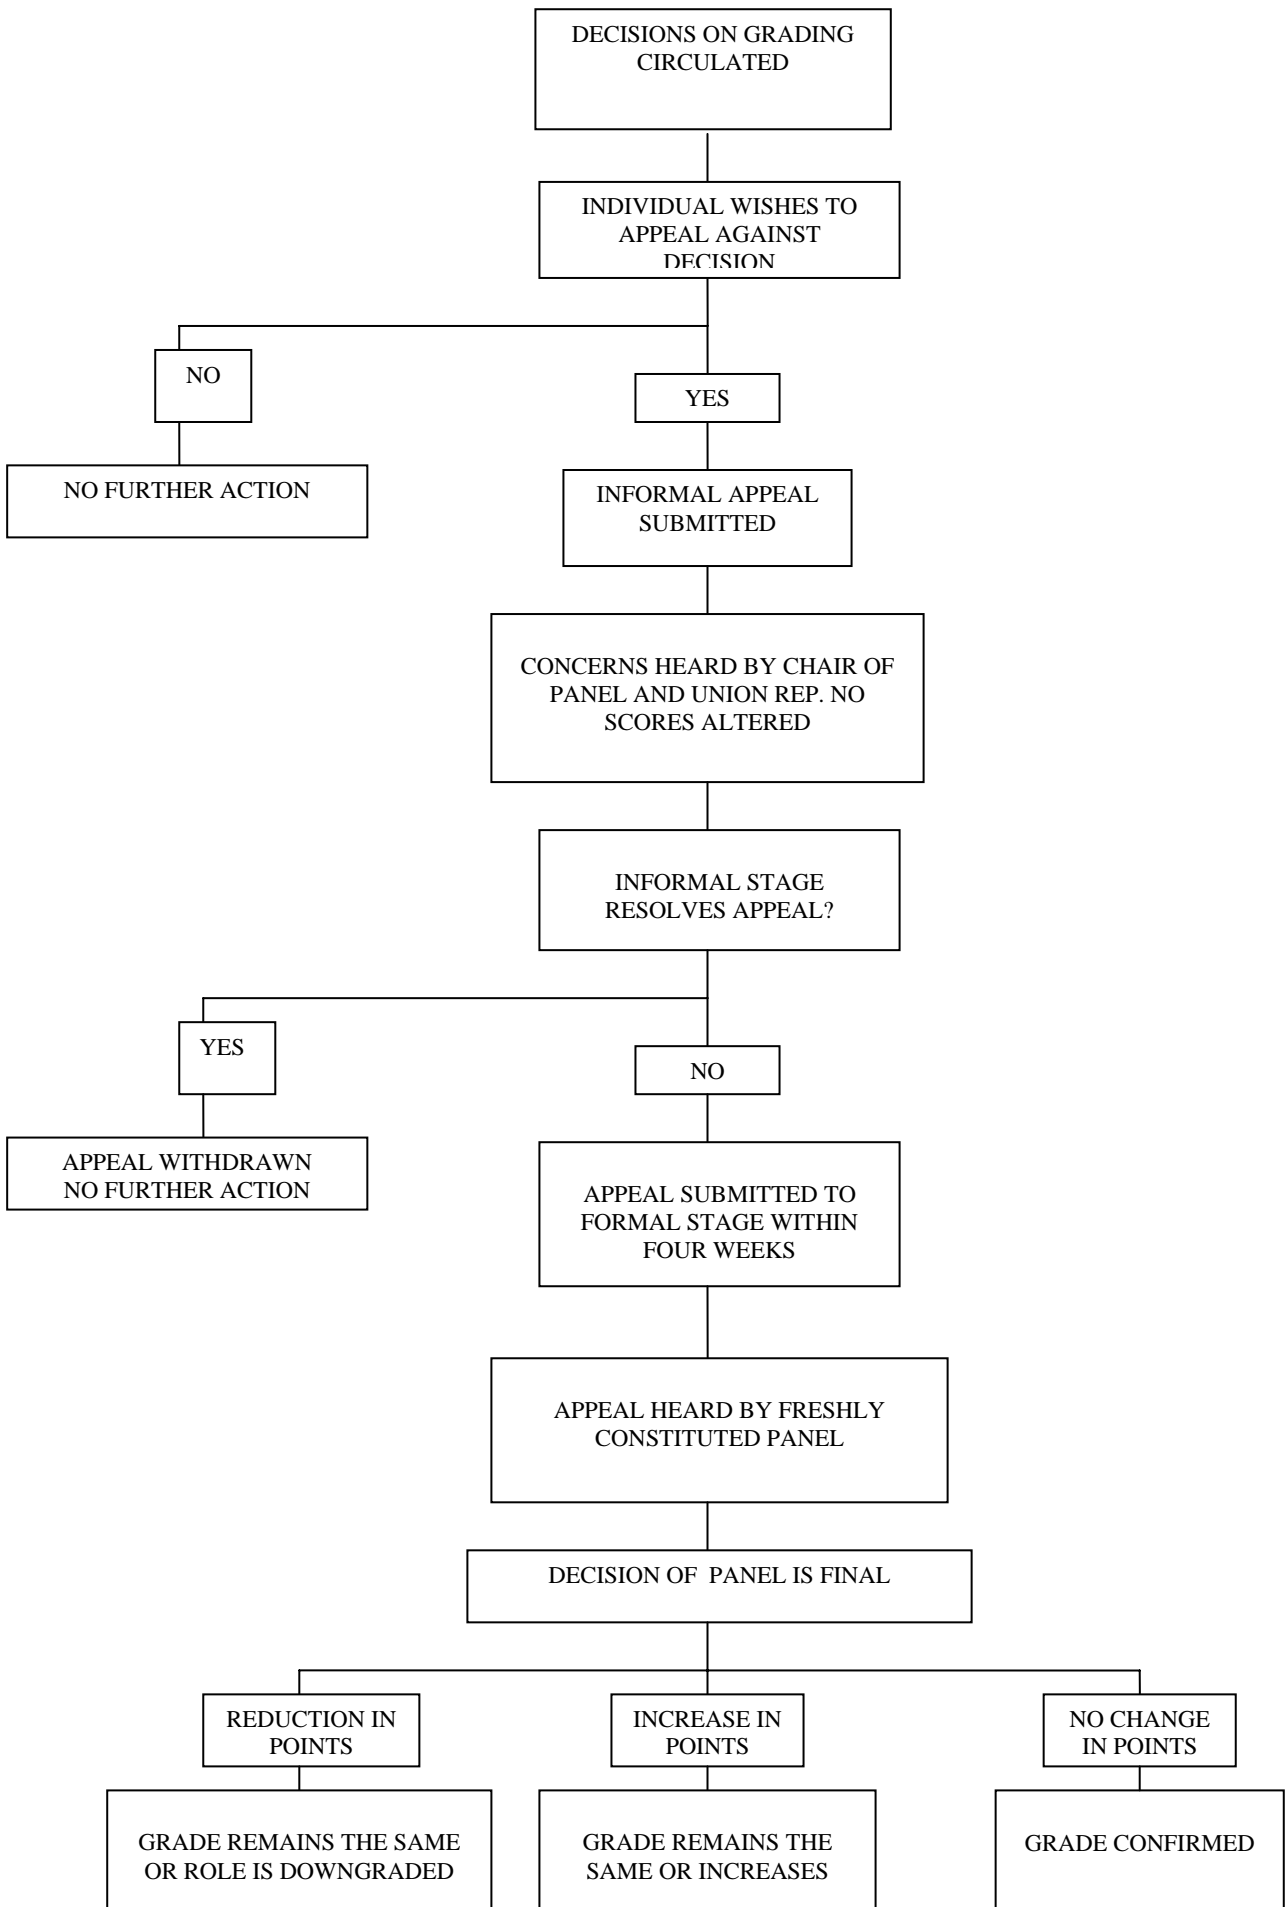 DECISIONS ON GRADING
CIRCULATED
INDIVIDUAL WISHES TO
APPEAL AGAINST
DECISION
NO
YES
NO FURTHER ACTION
INFORMAL APPEAL
SUBMITTED
CONCERNS HEARD BY CHAIR OF
PANEL AND UNION REP. NO
SCORES ALTERED
INFORMAL STAGE
RESOLVES APPEAL?
YES
NO
APPEAL WITHDRAWN
NO FURTHER ACTION
APPEAL SUBMITTED TO
FORMAL STAGE WITHIN
FOUR WEEKS
APPEAL HEARD BY FRESHLY
CONSTITUTED PANEL
DECISION OF  PANEL IS FINAL
REDUCTION IN
POINTS
INCREASE IN
POINTS
NO CHANGE
IN POINTS
GRADE REMAINS THE SAME
OR ROLE IS DOWNGRADED
GRADE REMAINS THE
SAME OR INCREASES
GRADE CONFIRMED